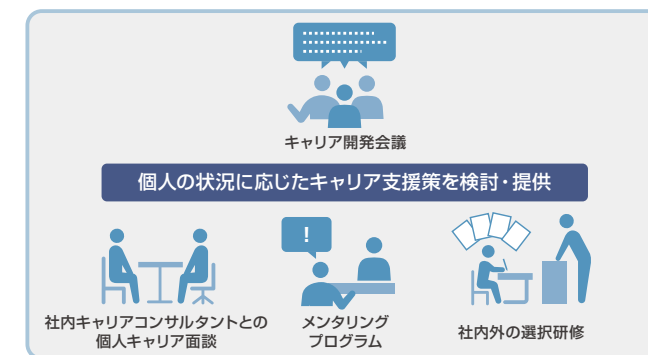 キャリア開発会議
個人の状況に応じたキャリア支援策を検討・提供
!
社内キャリアコンサルタントとの
個人キャリア面談
メンタリング
プログラム
社内外の選択研修